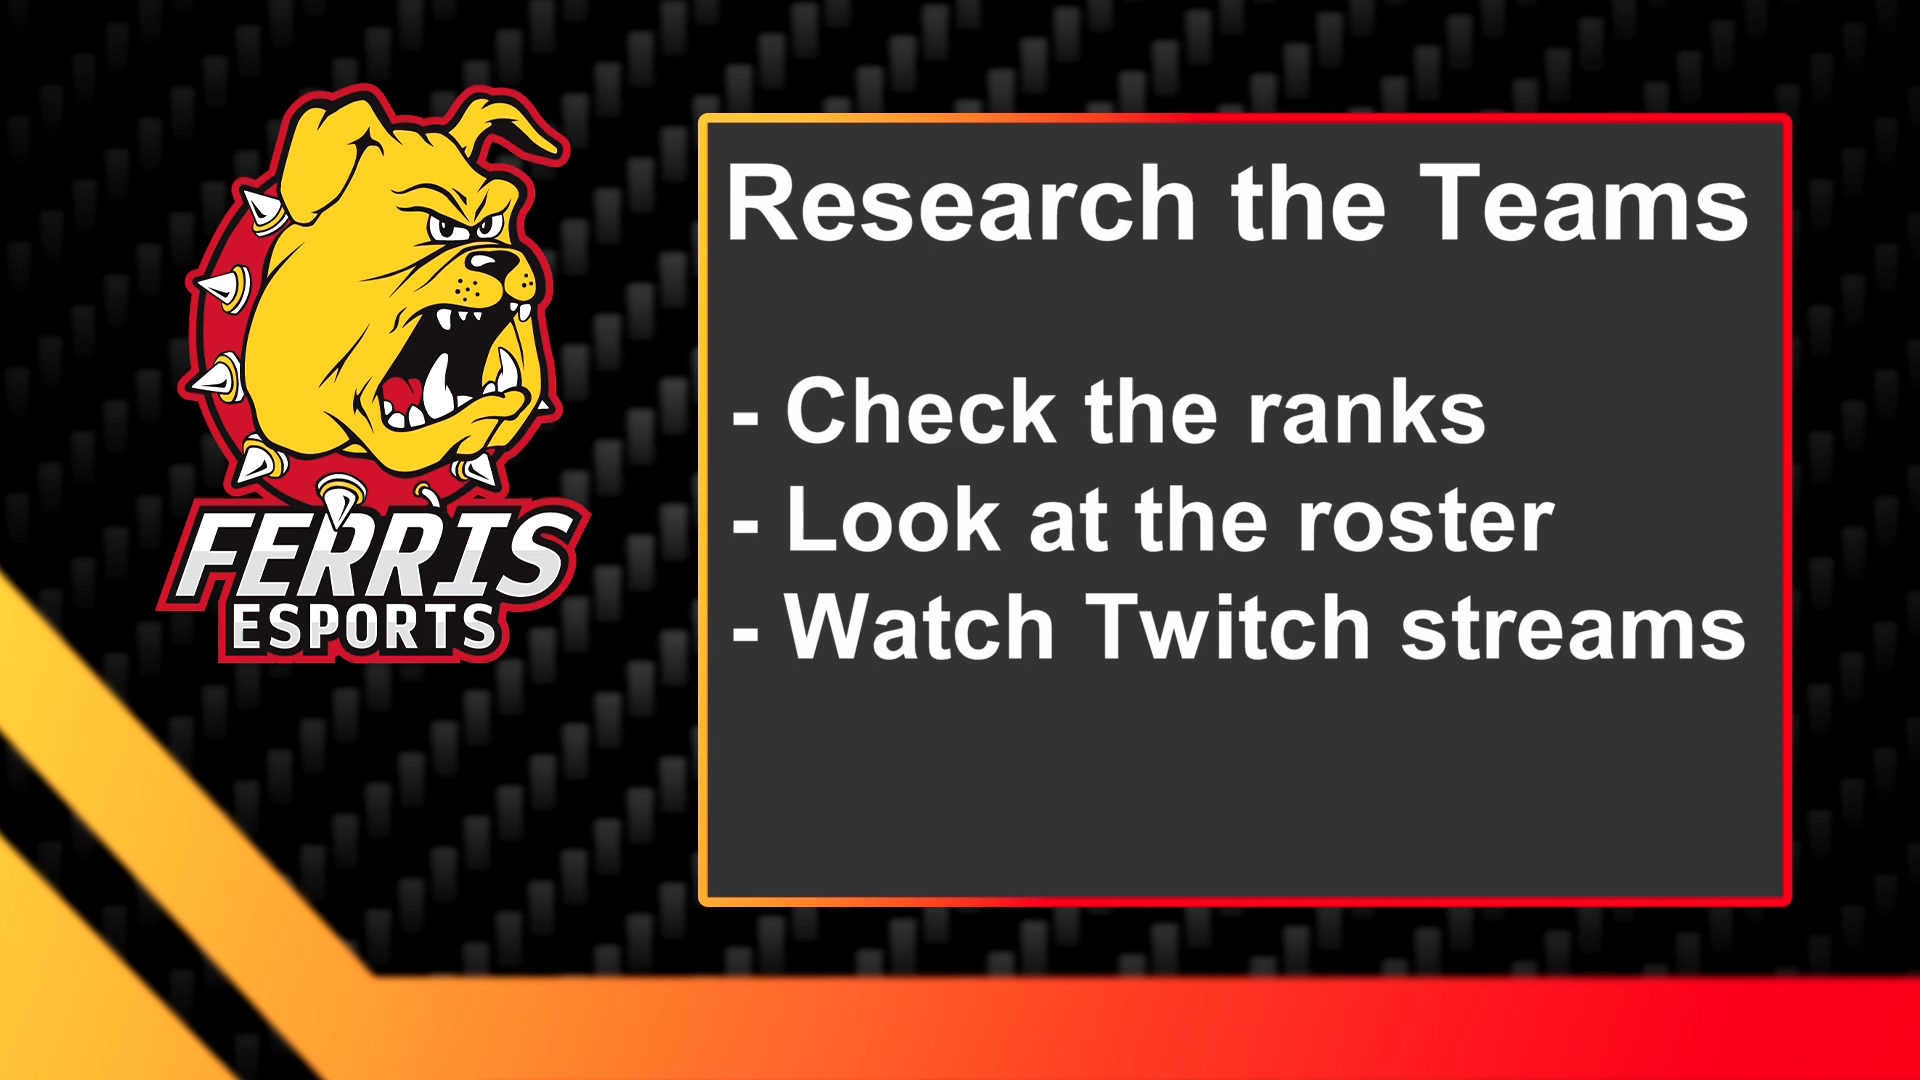 FERRIS
ESPORTS
Research the Teams
- Check the ranks
- Look at the roster
- Watch Twitch streams